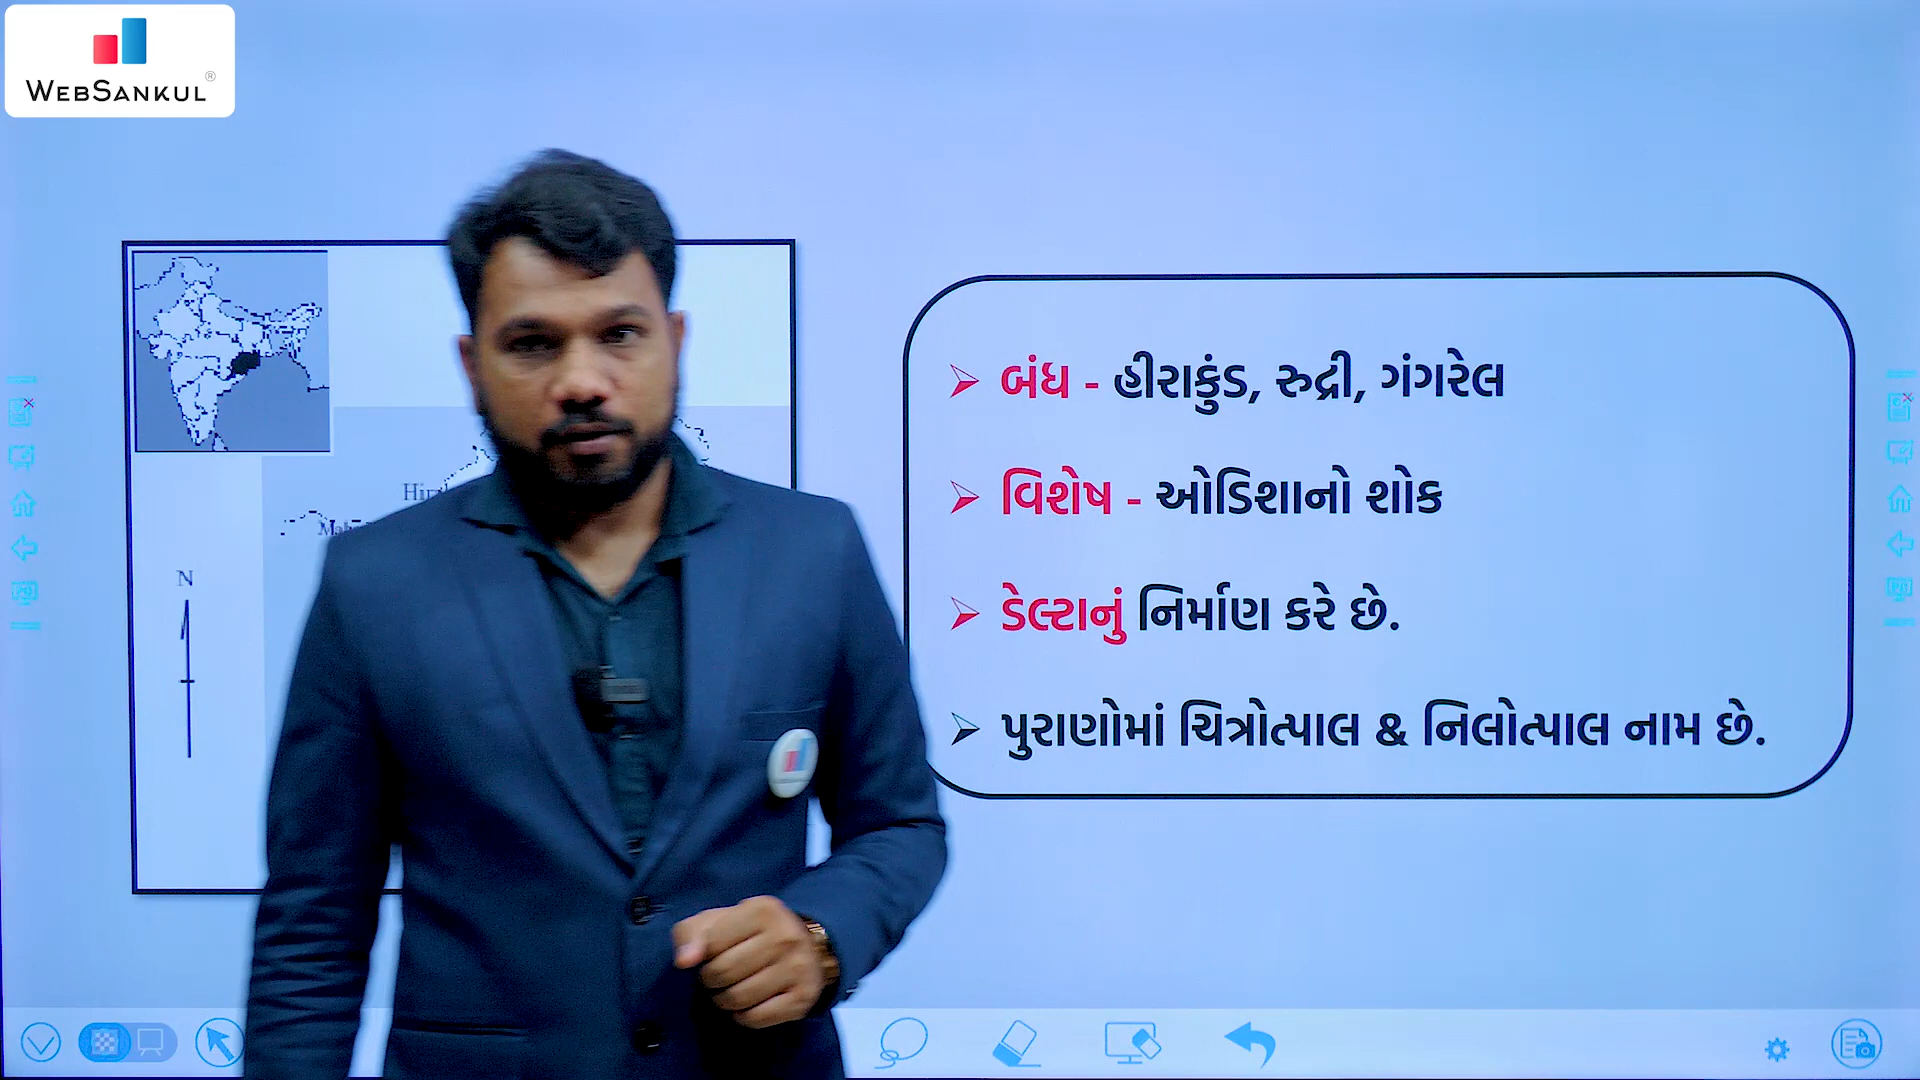 WEBSANKUL®
N
➢ બંધ - હીરાકુંડ, રુદ્રી, ગંગરેલ
➢ વિશેષ - ઓડિશાનો શોક
➢ ડેલ્ટાનું નિર્માણ કરે છે.
➢ પુરાણોમાં ચિત્રોત્પાલ & નિલોત્પાલ નામ છે.